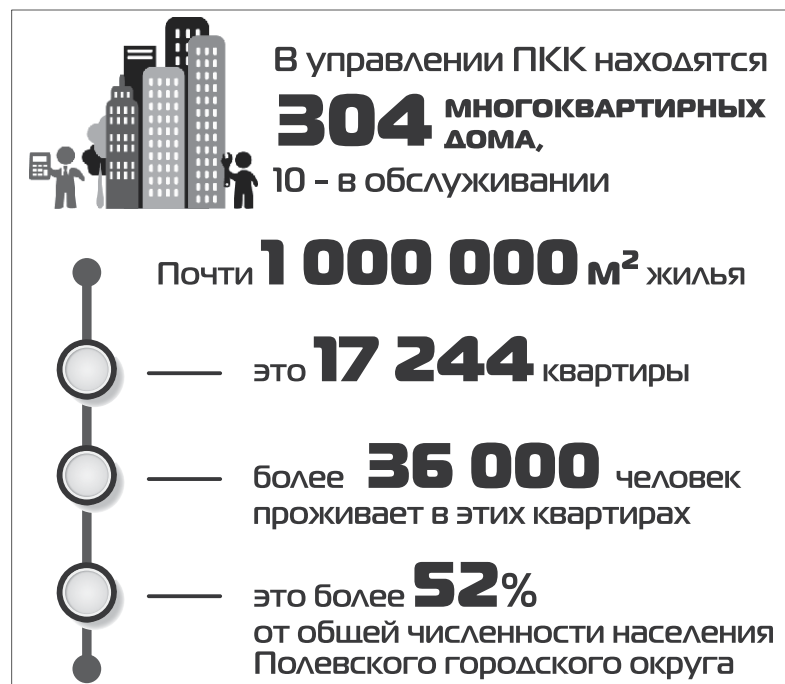 В управлении ПКК находятся
304 МНОГОКВАРТИРНЫХ
ДОМА,
10 - в обслуживании
Почти 1 000 000 м² жилья
это 17 244 квартиры
более 36 000 человек
проживает в этих квартирах
это более 52%
от общей численности населения
Полевского городского округа